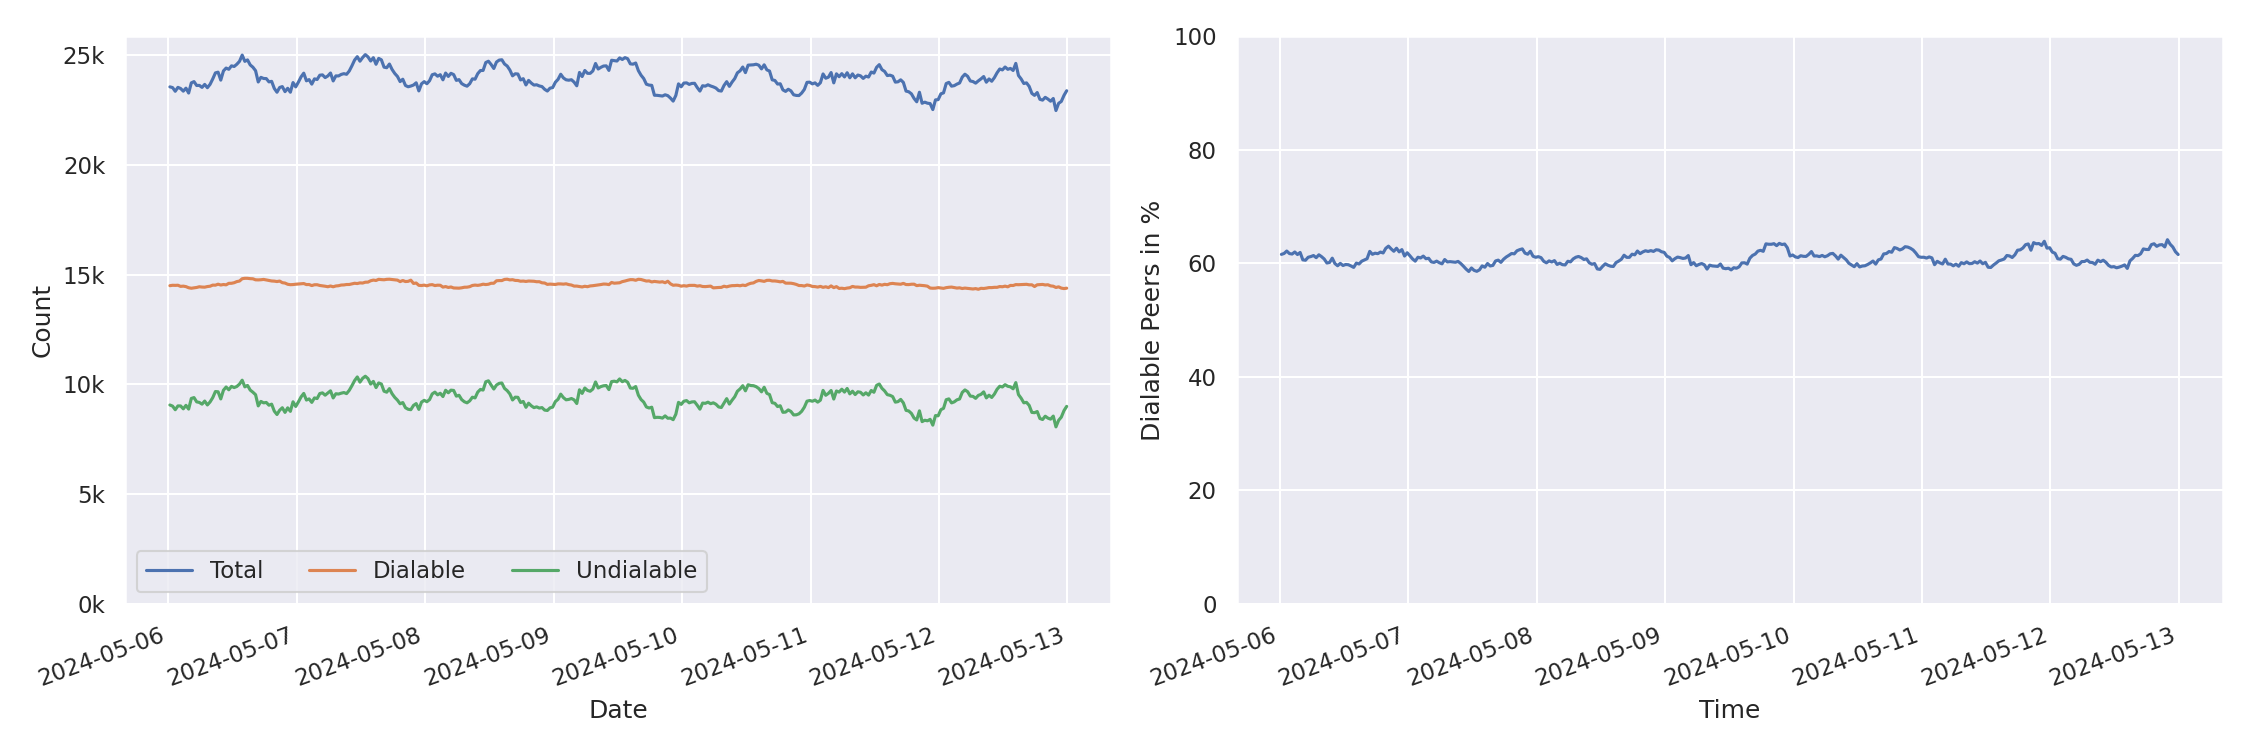 25k
20k
15k
10k
5k
0k
Count
Total
Dialable
Undialable
2024-05-06
2024-05-07
2024-05-08
2024-05-09
2024-05-10
2024-05-11
2024-05-12
2024-05-13
Date
100
80
60
40
20
0
Dialable Peers in %
2024-05-06
2024-05-07
2024-05-08
2024-05-09
2024-05-10
2024-05-11
2024-05-12
2024-05-13
Time